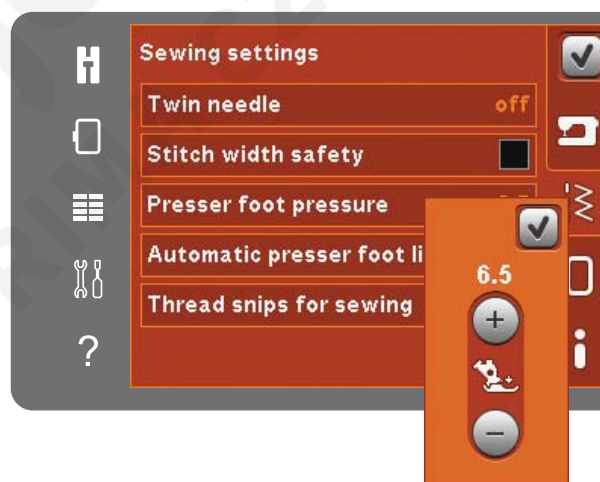 Sewing settings
Twin needle off
Stitch width safety
Presser foot pressure
Automatic presser foot li
Thread snips for sewing
6.5
+
-
?